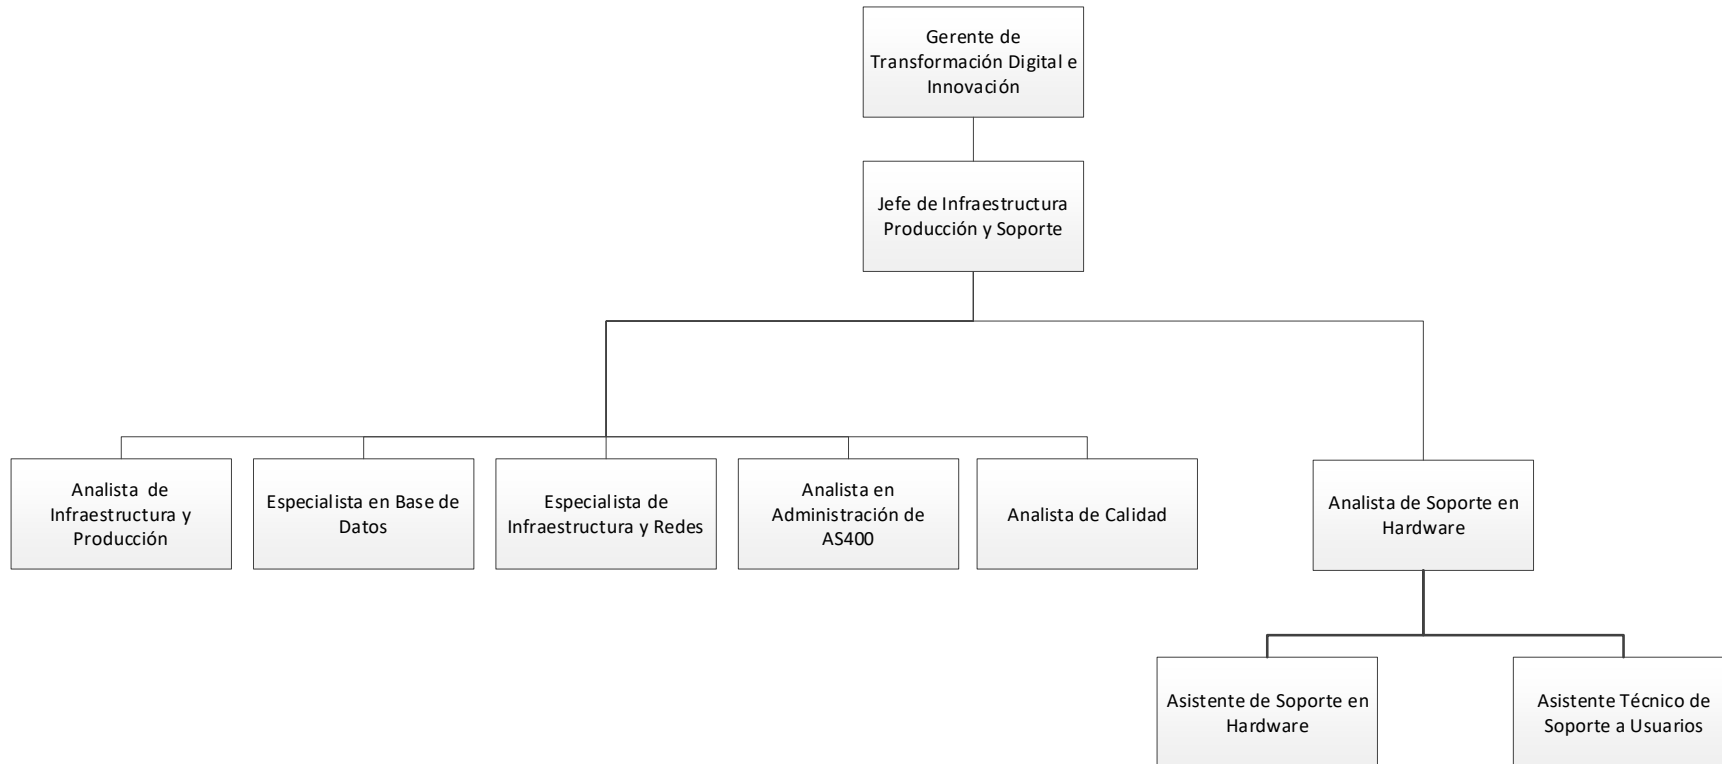 Gerente de
Transformación Digital e
Innovación
Jefe de Infraestructura
Producción y Soporte
Analista de
Infraestructura y
Producción
Especialista en Base de
Datos
Especialista de
Infraestructura y Redes
Analista en
Administración de
AS400
Analista de Calidad
Analista de Soporte en
Hardware
Asistente de Soporte en
Hardware
Asistente Técnico de
Soporte a Usuarios